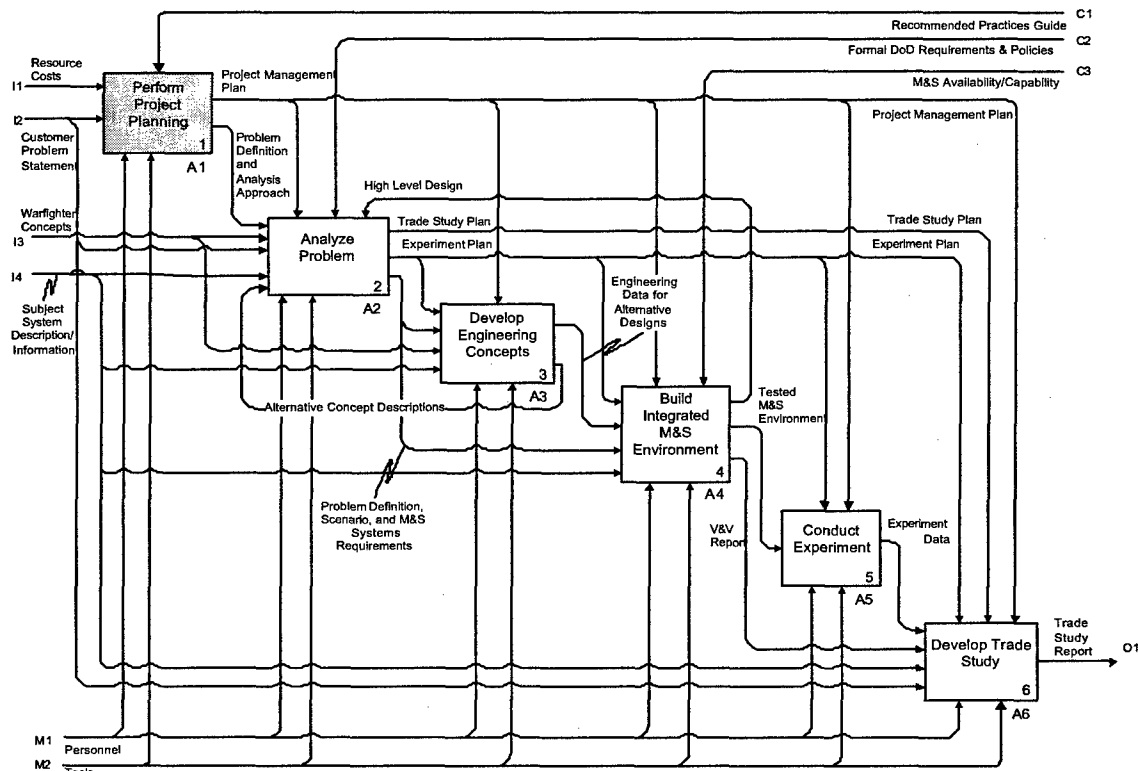 C1
Recommended Practices Guide
C2
Formal DoD Requirements & Policies
C3
M&S Availability/Capability
Resource
Costs
I1
Perform
Project
Planning
1
A1
Project Management
Plan
Project Management Plan
I2
Customer
Problem
Statement
Problem
Definition
and
Analysis
Approach
High Level Design
Warfighter
Concepts
I3
Analyze
Problem
2
A2
Trade Study Plan
Experiment Plan
Trade Study Plan
Experiment Plan
I4
Subject
System
Description/
Information
Engineering
Data for
Alternative
Designs
Develop
Engineering
Concepts
3
A3
Alternative Concept Descriptions
Build
Integrated
M&S
Environment
4
A4
Tested
M&S
Environment
Problem Definition,
Scenario, and M&S
Systems
Requirements
V&V
Report
Conduct
Experiment
5
A5
Experiment
Data
Develop Trade
Study
6
A6
Trade
Study
Report
O1
M1
Personnel
M2